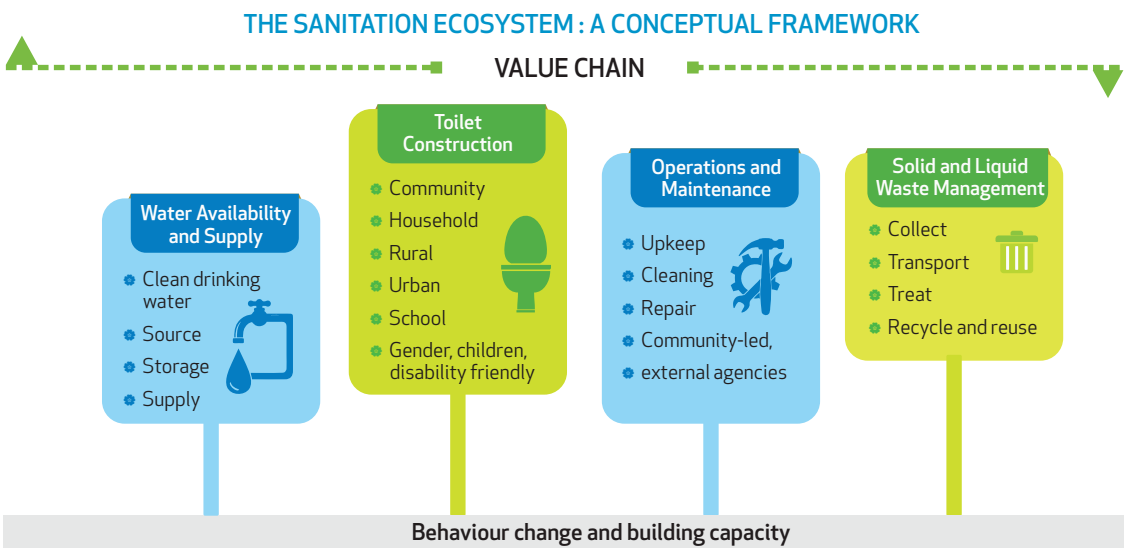 THE SANITATION ECOSYSTEM : A CONCEPTUAL FRAMEWORK
VALUE CHAIN
Water Availability
and Supply
Clean drinking
water
Source
Storage
Supply
Toilet
Construction
Community
Household
Rural
Urban
School
Gender, children,
disability friendly
Operations and
Maintenance
Upkeep
Cleaning
Repair
Community-led,
external agencies
Solid and Liquid
Waste Management
Collect
Transport
Treat
Recycle and reuse
Behaviour change and building capacity